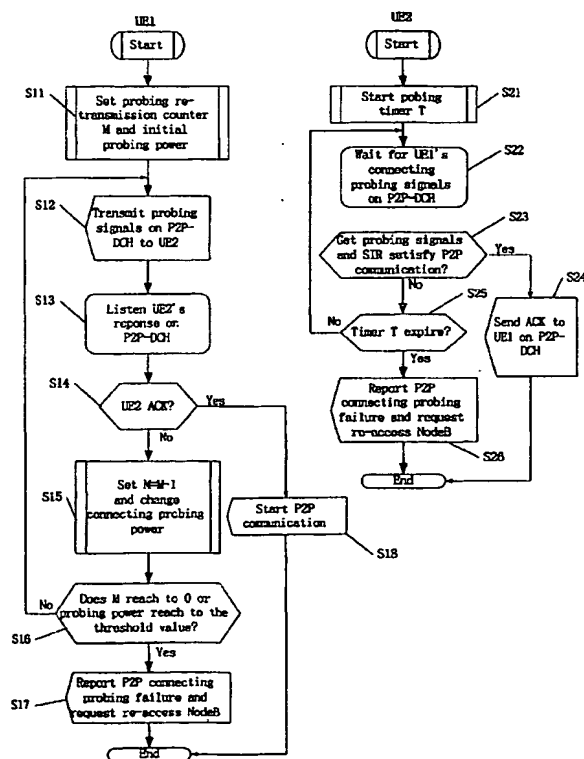 UE1
Start
S11
Set probing re-
transmission counter
M and initial
probing power
S12
Transmit probing
signals on P2P-
DCH to UE2
S13
Listen UE2's
rsponse on
P2P-DCH
S14
UE2 ACK?
Yes
No
S15
Set M=M-1
and change
connecting probing
power
Start P2P
communication
S18
No
Does M reach to 0 or
probing power reach to the
threshold value?
S16
Yes
S17
Report P2P connecting
probing failure and
request re-access NodeB
End
UE2
Start
Start pobing
timer T
S21
Wait for UE1's
connecting
probing signals
on P2P-DCH
S22
S23
Get probing signals
and SIR satisfy P2P
communication?
Yes
No
S24
Send ACK to
UE1 on P2P-
DCH
S25
No
Timer T expire?
Yes
Report P2P
connecting probing
failure and request
re-access NodeB
S26
End